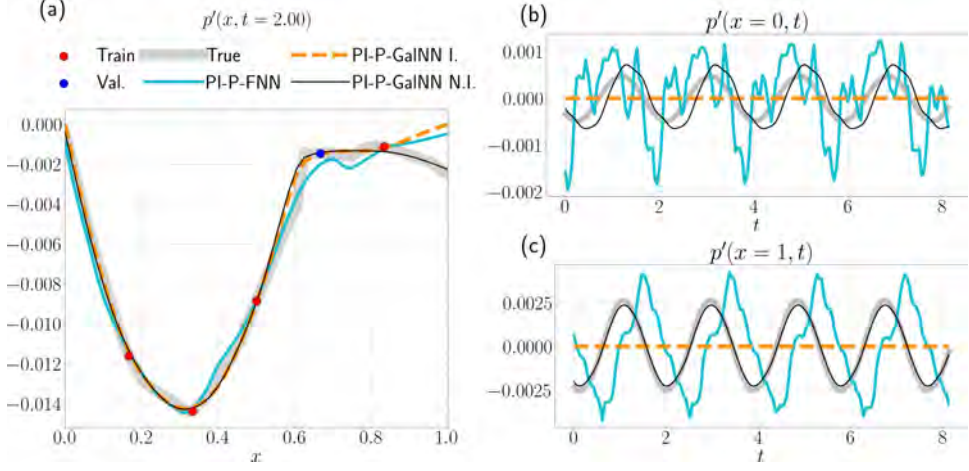 (a)
p′(x, t = 2.00)
Train True PI-P-GalNN I.
Val. PI-P-FNN PI-P-GalNN N.I.
0.000
−0.002
−0.004
−0.006
−0.008
−0.010
−0.012
−0.014
0.0 0.2 0.4 0.6 0.8 1.0
x
(b)
p′(x = 0, t)
0.001
0.000
−0.001
−0.002
0 2 4 6 8
t
(c)
p′(x = 1, t)
0.0025
0.0000
−0.0025
0 2 4 6 8
t